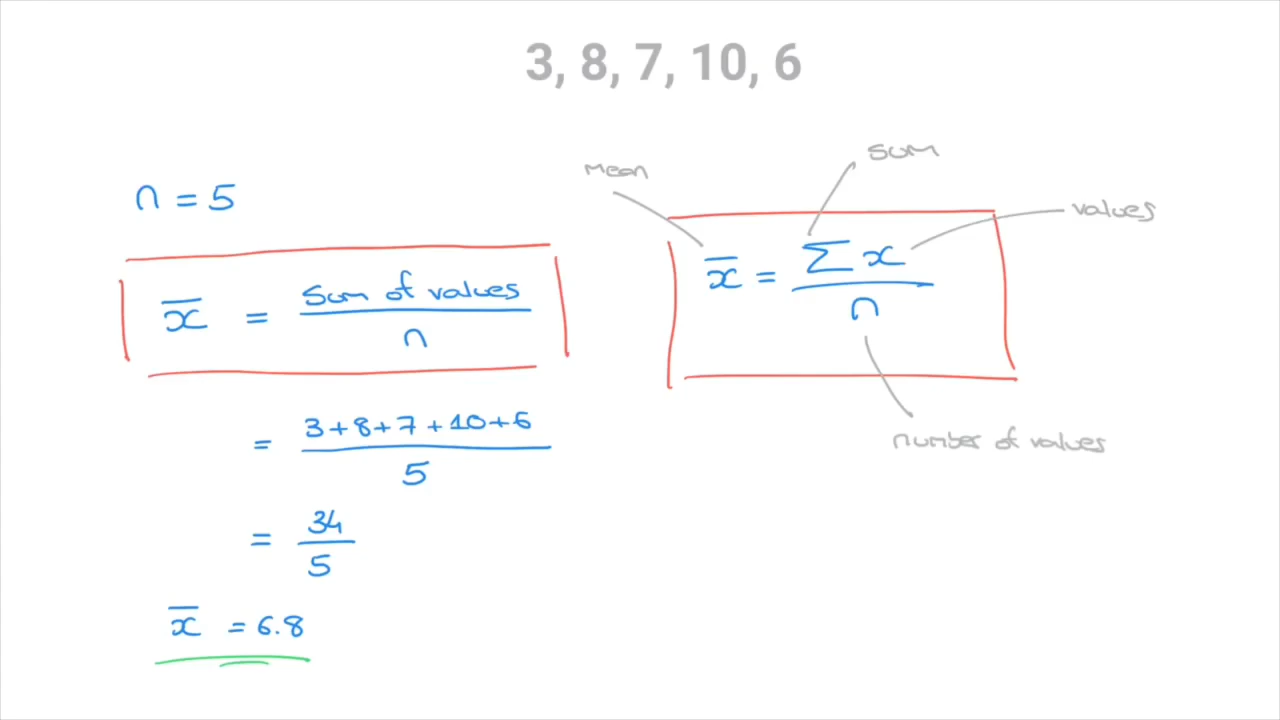 3, 8, 7, 10, 6
n = 5
x̄ = sum of values / n
= 3+8+7+10+6 / 5
= 34 / 5
x̄ = 6.8
Mean
sum
values
x̄ = Σx / n
number of values